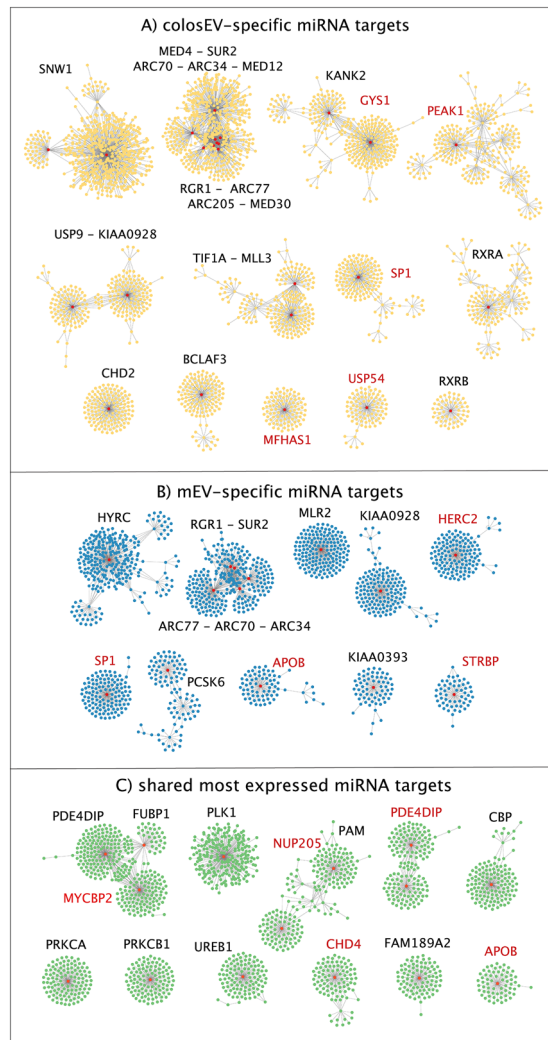 A) colosEV-specific miRNA targets
MED4 – SUR2
ARC70 – ARC34 – MED12
SNW1
KANK2
GYS1
PEAK1
RGR1 – ARC77
ARC205 – MED30
USP9 – KIAA0928
TIF1A – MLL3
SP1
RXRA
CHD2
BCLAF3
MFHAS1
USP54
RXRB
B) mEV-specific miRNA targets
HYRC
RGR1 – SUR2
MLR2
KIAA0928
HERC2
ARC77 – ARC70 – ARC34
SP1
PCSK6
APOB
KIAA0393
STRBP
C) shared most expressed miRNA targets
PDE4DIP
FUBP1
PLK1
NUP205
PAM
PDE4DIP
CBP
MYCBP2
PRKCA
PRKCB1
UREB1
CHD4
FAM189A2
APOB